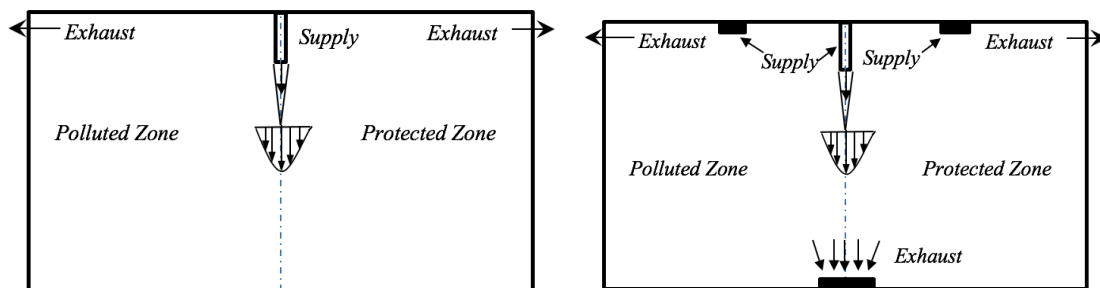 Exhaust
Supply
Exhaust
Polluted Zone
Protected Zone
Exhaust
Supply
Supply
Exhaust
Polluted Zone
Protected Zone
Exhaust